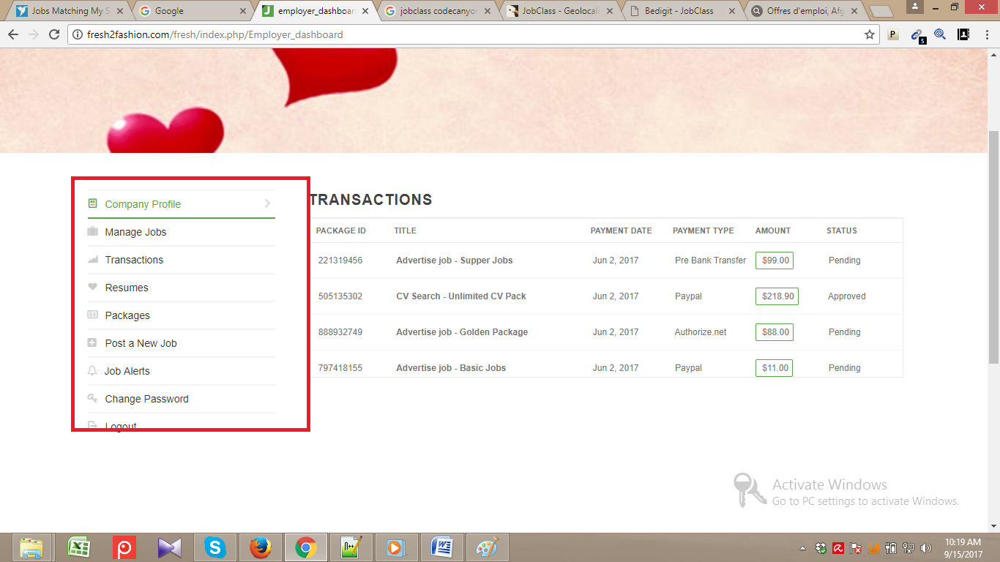 Jobs Matching My S
Google
employer_dashboar
jobclass codecanyo
JobClass - Geolocali
Bedigit - JobClass
Offres d'emploi, Afg
fresh2fashion.com/fresh/index.php/Employer_dashboard
P
5
Company Profile
Manage Jobs
Transactions
Resumes
Packages
Post a New Job
Job Alerts
Change Password
Logout
TRANSACTIONS
PACKAGE ID TITLE PAYMENT DATE PAYMENT TYPE AMOUNT STATUS
221319456 Advertise job - Supper Jobs Jun 2, 2017 Pre Bank Transfer $99.00 Pending
505135302 CV Search - Unlimited CV Pack Jun 2, 2017 Paypal $218.90 Approved
888932749 Advertise job - Golden Package Jun 2, 2017 Authorize.net $88.00 Pending
797418155 Advertise job - Basic Jobs Jun 2, 2017 Paypal $11.00 Pending
Activate Windows
Go to PC settings to activate Windows.
10:19 AM
9/15/2017